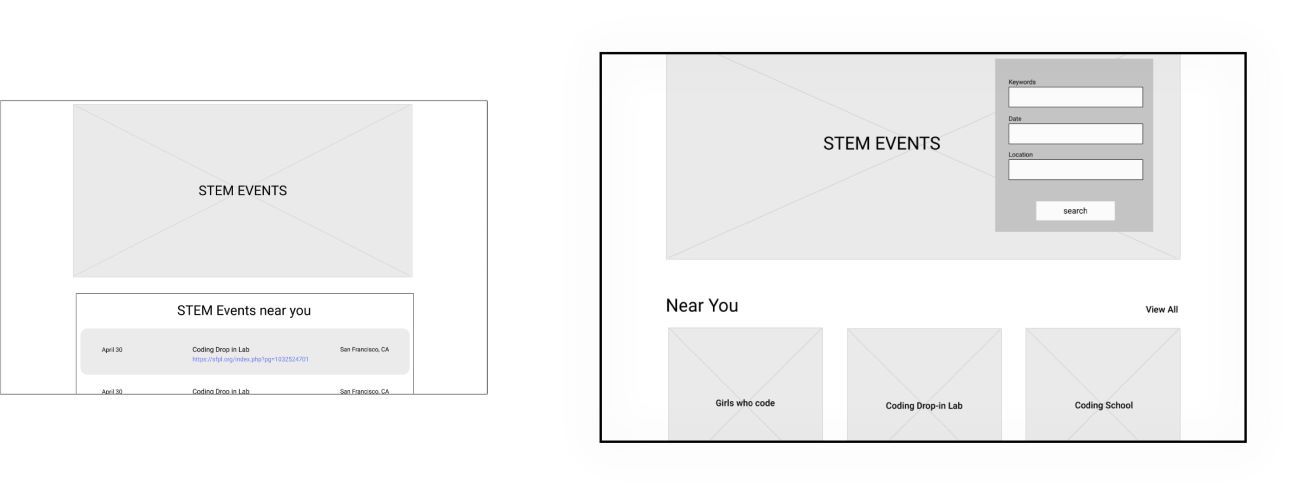 STEM EVENTS
STEM Events near you
April 30 Coding Drop in Lab San Francisco, CA
https://sfpl.org/index.php?pg=1032524701
April 30 Coding Drop in Lab San Francisco, CA
Keywords
Date
STEM EVENTS
Location
search
Near You View All
Girls who code Coding Drop-in Lab Coding School